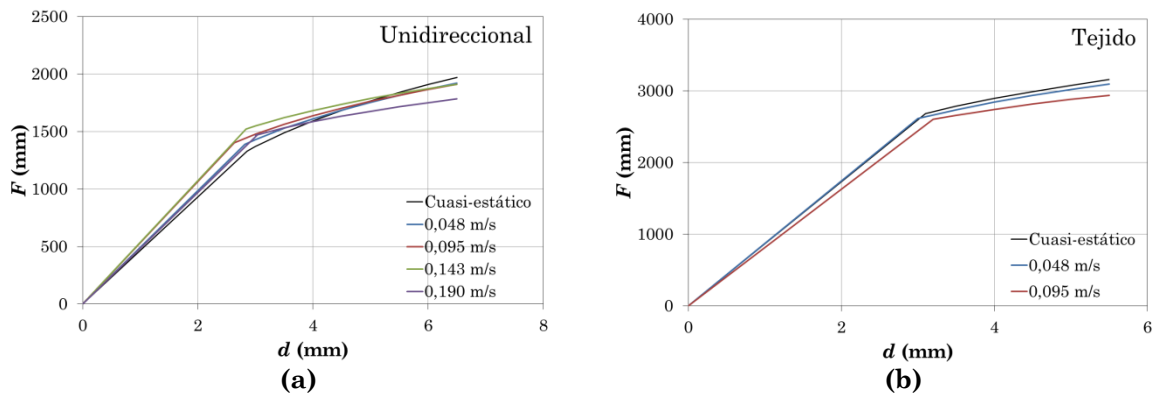 Unidireccional
2500
2000
1500
1000
500
0
F (mm)
0 2 4 6 8
d (mm)
Cuasi-estático
0,048 m/s
0,095 m/s
0,143 m/s
0,190 m/s
(a)
Tejido
4000
3000
2000
1000
0
F (mm)
0 2 4 6
d (mm)
Cuasi-estático
0,048 m/s
0,095 m/s
(b)